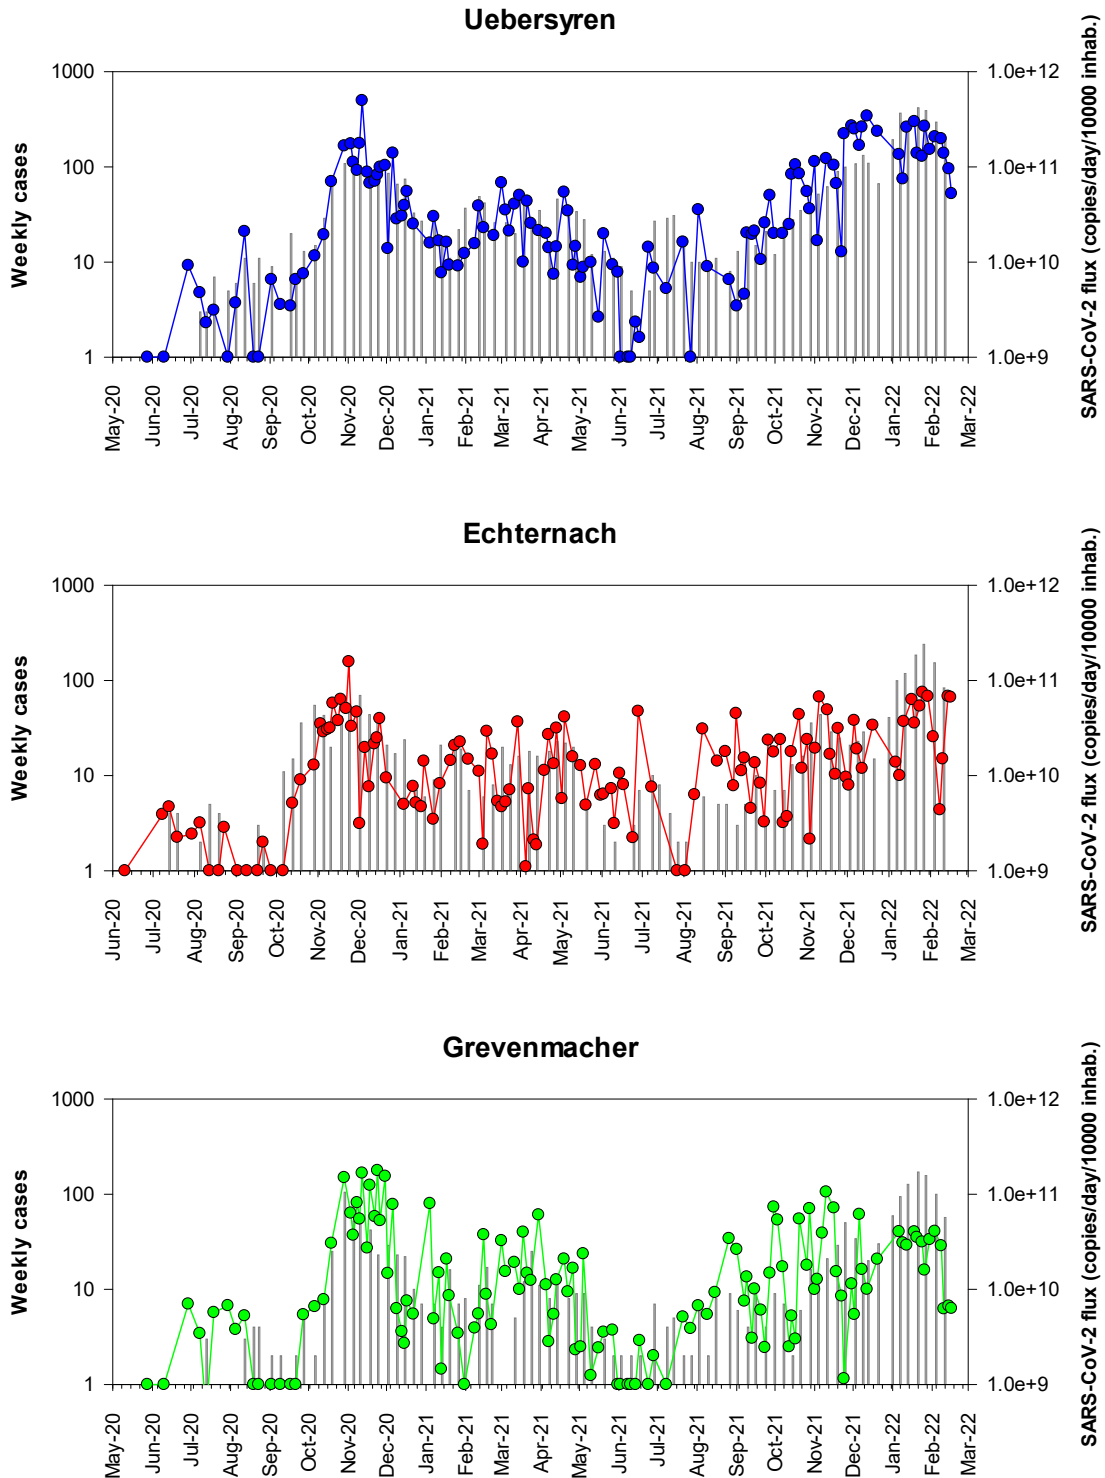 Uebersyren
1000
100
10
1
1.0e+12
1.0e+11
1.0e+10
1.0e+9
Weekly cases
SARS-CoV-2 flux (copies/day/10000 inhab.)
May-20
Jun-20
Jul-20
Aug-20
Sep-20
Oct-20
Nov-20
Dec-20
Jan-21
Feb-21
Mar-21
Apr-21
May-21
Jun-21
Jul-21
Aug-21
Sep-21
Oct-21
Nov-21
Dec-21
Jan-22
Feb-22
Mar-22
Echternach
1000
100
10
1
1.0e+12
1.0e+11
1.0e+10
1.0e+9
Weekly cases
SARS-CoV-2 flux (copies/day/10000 inhab.)
Jun-20
Jul-20
Aug-20
Sep-20
Oct-20
Nov-20
Dec-20
Jan-21
Feb-21
Mar-21
Apr-21
May-21
Jun-21
Jul-21
Aug-21
Sep-21
Oct-21
Nov-21
Dec-21
Jan-22
Feb-22
Mar-22
Grevenmacher
1000
100
10
1
1.0e+12
1.0e+11
1.0e+10
1.0e+9
Weekly cases
SARS-CoV-2 flux (copies/day/10000 inhab.)
May-20
Jun-20
Jul-20
Aug-20
Sep-20
Oct-20
Nov-20
Dec-20
Jan-21
Feb-21
Mar-21
Apr-21
May-21
Jun-21
Jul-21
Aug-21
Sep-21
Oct-21
Nov-21
Dec-21
Jan-22
Feb-22
Mar-22